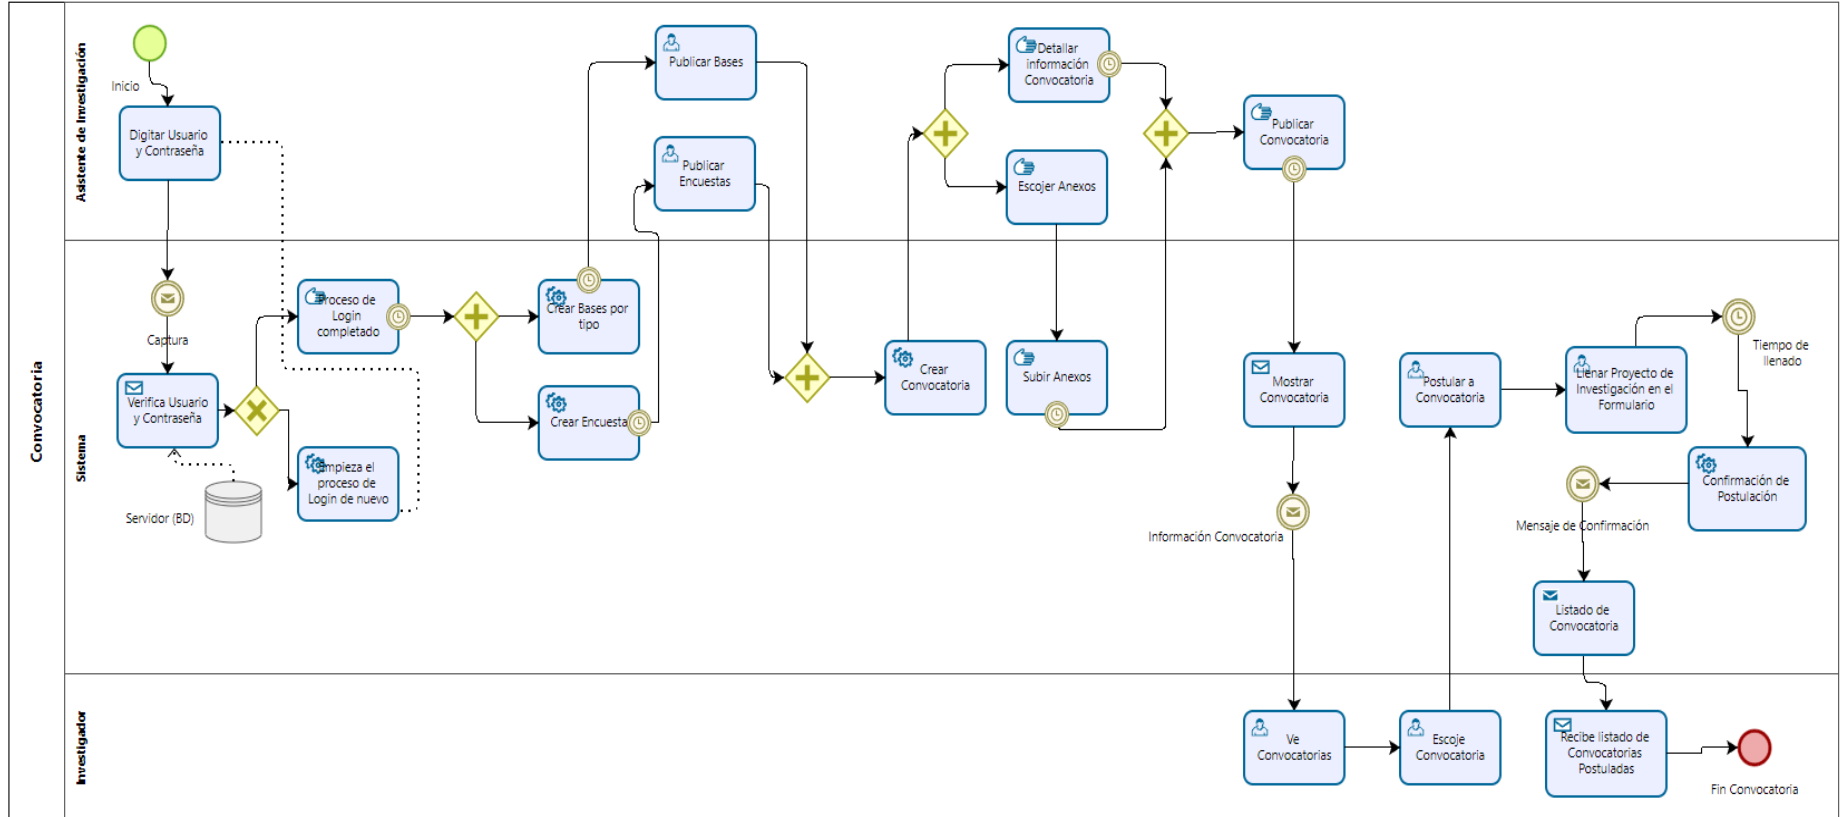 Convocatoria
Asistente de Investigación
Inicio
Digitar Usuario
y Contraseña
Publicar Bases
Publicar
Encuestas
Detallar
información
Convocatoria
Escojer Anexos
Publicar
Convocatoria
Sistema
Captura
Verifica Usuario
y Contraseña
Servidor (BD)
Proceso de
Login
completado
Empieza el
proceso de
Login de nuevo
Crear Bases por
tipo
Crear Encuesta
Crear
Convocatoria
Subir Anexos
Mostrar
Convocatoria
Información Convocatoria
Postular a
Convocatoria
Llenar Proyecto de
Investigación en el
Formulario
Tiempo de
llenado
Confirmación de
Postulación
Mensaje de Confirmación
Listado de
Convocatoria
Investigador
Ve
Convocatorias
Escoje
Convocatoria
Recibe listado de
Convocatorias
Postuladas
Fin Convocatoria